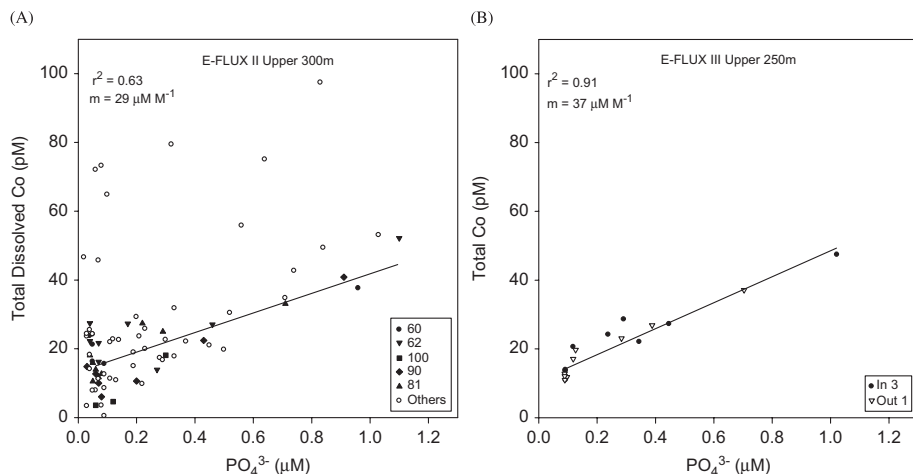 (A)
E-FLUX II Upper 300m
r² = 0.63
m = 29 µM M⁻¹
Total Dissolved Co (pM)
100
80
60
40
20
0
0.0 0.2 0.4 0.6 0.8 1.0 1.2
PO₄³⁻ (µM)
60
62
100
90
81
Others
(B)
E-FLUX III Upper 250m
r² = 0.91
m = 37 µM M⁻¹
Total Co (pM)
100
80
60
40
20
0
0.0 0.2 0.4 0.6 0.8 1.0 1.2
PO₄³⁻ (µM)
In 3
Out 1